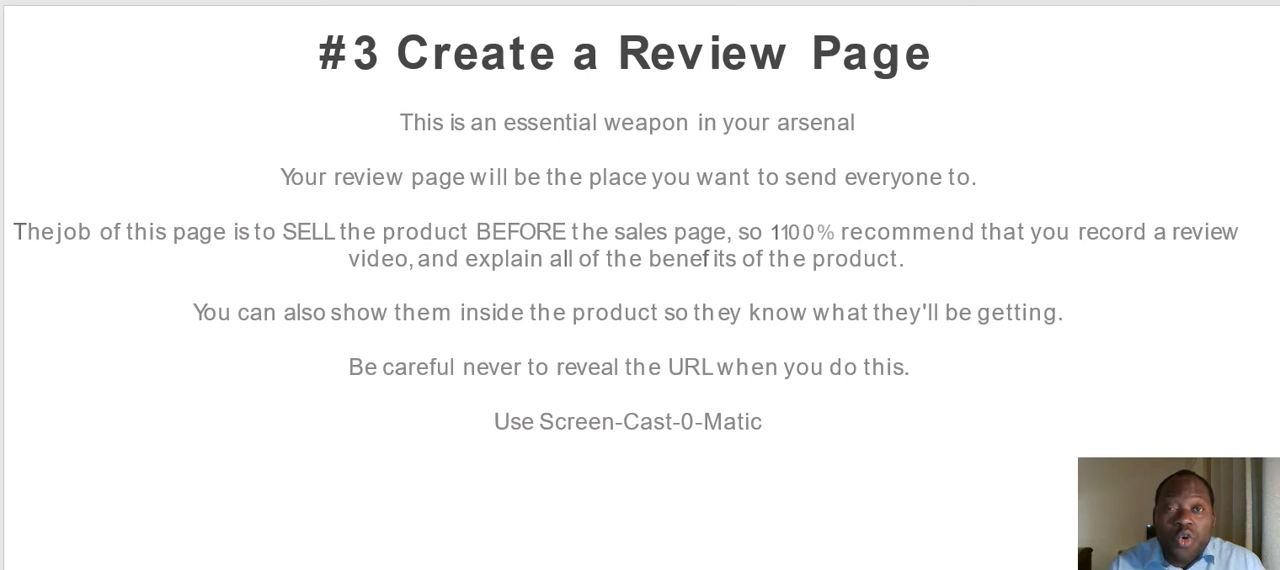 #3 Create a Review Page
This is an essential weapon in your arsenal
Your review page will be the place you want to send everyone to.
The job of this page is to SELL the product BEFORE the sales page, so 1100% recommend that you record a review
video, and explain all of the benefits of the product.
You can also show them inside the product so they know what they'll be getting.
Be careful never to reveal the URL when you do this.
Use Screen-Cast-0-Matic